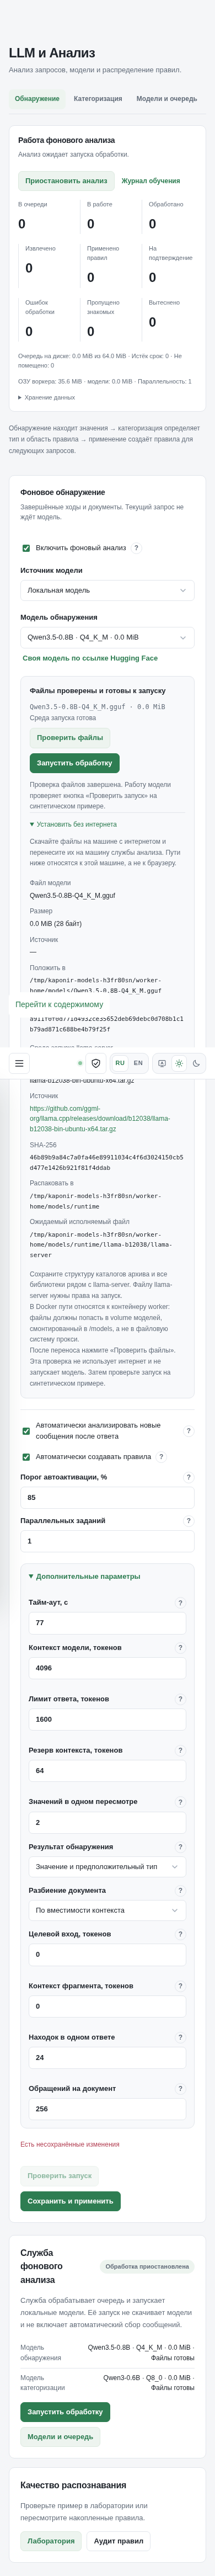 LLM и Анализ
Анализ запросов, модели и распределение правил.
Обнаружение
Категоризация
Модели и очередь
Работа фонового анализа
Анализ ожидает запуска обработки.
Приостановить анализ
Журнал обучения
В очереди
В работе
Обработано
0
0
0
Извлечено
Применено правил
На подтверждение
0
0
0
Ошибок обработки
Пропущено знакомых
Вытеснено
0
0
0
Очередь на диске: 0.0 MiB из 64.0 MiB · Истёк срок: 0 · Не
помещено: 0
ОЗУ воркера: 35.6 MiB · модели: 0.0 MiB · Параллельность: 1
Хранение данных
Обнаружение находит значения → категоризация определяет
тип и область правила → применение создаёт правила для
следующих запросов.
Фоновое обнаружение
Завершённые ходы и документы. Текущий запрос не
ждёт модель.
Включить фоновый анализ ?
Источник модели
Локальная модель
Модель обнаружения
Qwen3.5-0.8B · Q4_K_M · 0.0 MiB
Своя модель по ссылке Hugging Face
Файлы проверены и готовы к запуску
Qwen3.5-0.8B-Q4_K_M.gguf · 0.0 MiB
Среда запуска готова
Проверить файлы
Запустить обработку
Проверка файлов завершена. Работу модели
проверяет кнопка «Проверить запуск» на
синтетическом примере.
Установить без интернета
Скачайте файлы на машине с интернетом и
перенесите их на машину службы анализа. Пути
ниже относятся к этой машине, а не к браузеру.
Файл модели
Qwen3.5-0.8B-Q4_K_M.gguf
Размер
0.0 MiB (28 байт)
Источник
—
Положить в
/tmp/kaponir-models-h3fr80sn/worker-
Перейти к содержимому
b79ad871c688be4b79f25f
RU
EN
Источник
https://github.com/ggml-
org/llama.cpp/releases/download/b12038/llama-
b12038-bin-ubuntu-x64.tar.gz
SHA-256
46b89b9a84c7a0fa46e89911034c4f6d3024150cb5
d477e1426b921f81f4ddab
Распаковать в
/tmp/kaponir-models-h3fr80sn/worker-
home/models/runtime
Ожидаемый исполняемый файл
/tmp/kaponir-models-h3fr80sn/worker-
home/models/runtime/llama-b12038/llama-
server
Сохраните структуру каталогов архива и все
библиотеки рядом с llama-server. Файлу llama-
server нужны права на запуск.
В Docker пути относятся к контейнеру worker:
файлы должны попасть в volume моделей,
смонтированный в /models, а не в файловую
систему прокси.
После переноса нажмите «Проверить файлы».
Эта проверка не использует интернет и не
запускает модель. Затем проверьте запуск на
синтетическом примере.
Автоматически анализировать новые
сообщения после ответа ?
Автоматически создавать правила ?
Порог автоактивации, % ?
85
Параллельных заданий ?
1
Дополнительные параметры
Тайм-аут, с ?
77
Контекст модели, токенов ?
4096
Лимит ответа, токенов ?
1600
Резерв контекста, токенов ?
64
Значений в одном пересмотре ?
2
Результат обнаружения ?
Значение и предположительный тип
Разбиение документа ?
По вместимости контекста
Целевой вход, токенов ?
0
Контекст фрагмента, токенов ?
0
Находок в одном ответе ?
24
Обращений на документ ?
256
Есть несохранённые изменения
Проверить запуск
Сохранить и применить
Служба
фонового
анализа
Обработка приостановлена
Служба обрабатывает очередь и запускает
локальные модели. Её запуск не скачивает модели
и не включает автоматический сбор сообщений.
Модель обнаружения
Qwen3.5-0.8B · Q4_K_M · 0.0 MiB ·
Файлы готовы
Модель категоризации
Qwen3-0.6B · Q8_0 · 0.0 MiB ·
Файлы готовы
Запустить обработку
Модели и очередь
Качество распознавания
Проверьте пример в лаборатории или
пересмотрите накопленные правила.
Лаборатория
Аудит правил